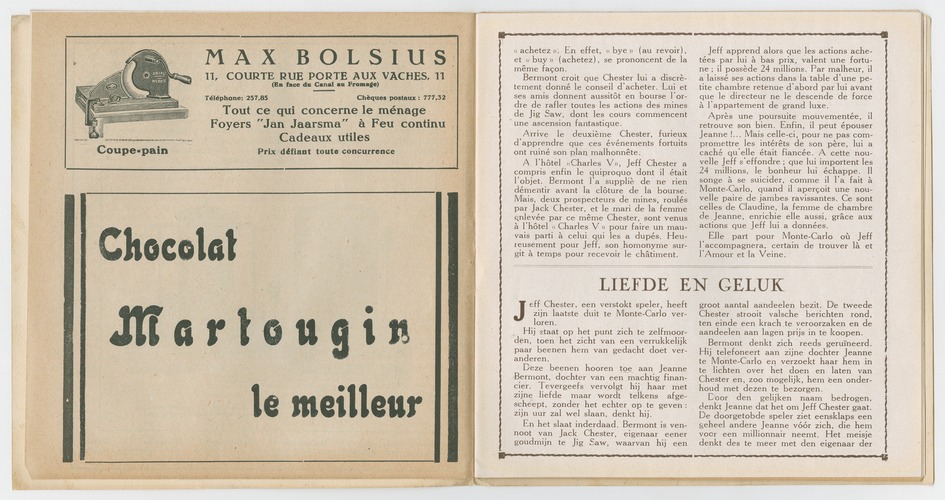 MAX BOLSIUS
11, COURTE RUE PORTE AUX VACHES, 11
(En face du Canal au Fromage)
Téléphone: 257,85 Chèques postaux : 777,32
Tout ce qui concerne le ménage
Foyers "Jan Jaarsma" à Feu continu
Cadeaux utiles
Prix défiant toute concurrence
Coupe-pain
Chocolat
Martougin
le meilleur
« achetez ». En effet, « bye » (au revoir),
et « buy » (achetez), se prononcent de la
même façon.
Bermont croit que Chester lui a discrè-
tement donné le conseil d'acheter. Lui et
ses amis donnent aussitôt en bourse l'or-
dre de rafler toutes les actions des mines
de Jig Saw, dont les cours commencent
une ascension fantastique.
Arrive le deuxième Chester, furieux
d'apprendre que ces événements fortuits
ont ruiné son plan malhonnête.
A l'hôtel «Charles V», Jeff Chester a
compris enfin le quiproquo dont il était
l'objet. Bermont l'a supplié de ne rien
démentir avant la clôture de la bourse.
Mais, deux prospecteurs de mines, roulés
par Jack Chester, et le mari de la femme
enlevée par ce même Chester, sont venus
à l'hôtel « Charles V » pour faire un mau-
vais parti à celui qui les a dupés. Heu-
reusement pour Jeff, son homonyme sur-
git à temps pour recevoir le châtiment.
Jeff apprend alors que les actions ache-
tées par lui à bas prix, valent une fortu-
ne ; il possède 24 millions. Par malheur, il
a laissé ses actions dans la table d'une pe-
tite chambre retenue d'abord par lui avant
que le directeur ne le descende de force
à l'appartement de grand luxe.
Après une poursuite mouvementée, il
retrouve son bien. Enfin, il peut épouser
Jeanne !... Mais celle-ci, pour ne pas com-
promettre les intérêts de son père, lui a
caché qu'elle était fiancée. A cette nou-
velle Jeff s'effondre ; que lui importent les
24 millions, le bonheur lui échappe. Il
songe à se suicider, comme il l'a fait à
Monte-Carlo, quand il aperçoit une nou-
velle paire de jambes ravissantes. Ce sont
celles de Claudine, la femme de chambre
de Jeanne, enrichie elle aussi, grâce aux
actions que Jeff lui a données.
Elle part pour Monte-Carlo où Jeff
l'accompagnera, certain de trouver là et
l'Amour et la Veine.
LIEFDE EN GELUK
Jeff Chester, een verstokt speler, heeft
zijn laatste duit te Monte-Carlo ver-
loren.
Hij staat op het punt zich te zelfmoor-
den, toen het zicht van een verrukkelijk
paar beenen hem van gedacht doet ver-
anderen.
Deze beenen hooren toe aan Jeanne
Bermont, dochter van een machtig finan-
cier. Tevergeefs vervolgt hij haar met
zijne liefde maar wordt telkens afge-
scheept, zonder het echter op te geven :
zijn uur zal wel slaan, denkt hij.
En het slaat inderdaad. Bermont is ven-
noot van Jack Chester, eigenaar eener
goudmijn te Jig Saw, waarvan hij een
groot aantal aandeelen bezit. De tweede
Chester strooit valsche berichten rond,
ten einde een krach te veroorzaken en de
aandeelen aan lagen prijs in te koopen.
Bermont denkt zich reeds geruïneerd.
Hij telefoneert aan zijne dochter Jeanne
te Monte-Carlo en verzoekt haar hem in
te lichten over het doen en laten van
Chester en, zoo mogelijk, hem een onder-
houd met dezen te bezorgen.
Door den gelijken naam bedrogen,
denkt Jeanne dat het om Jeff Chester gaat.
De doorgetobde speler ziet eensklaps een
geheel andere Jeanne vóór zich, die hem
voor een millionnair neemt. Het meisje
denkt des te meer met den eigenaar der